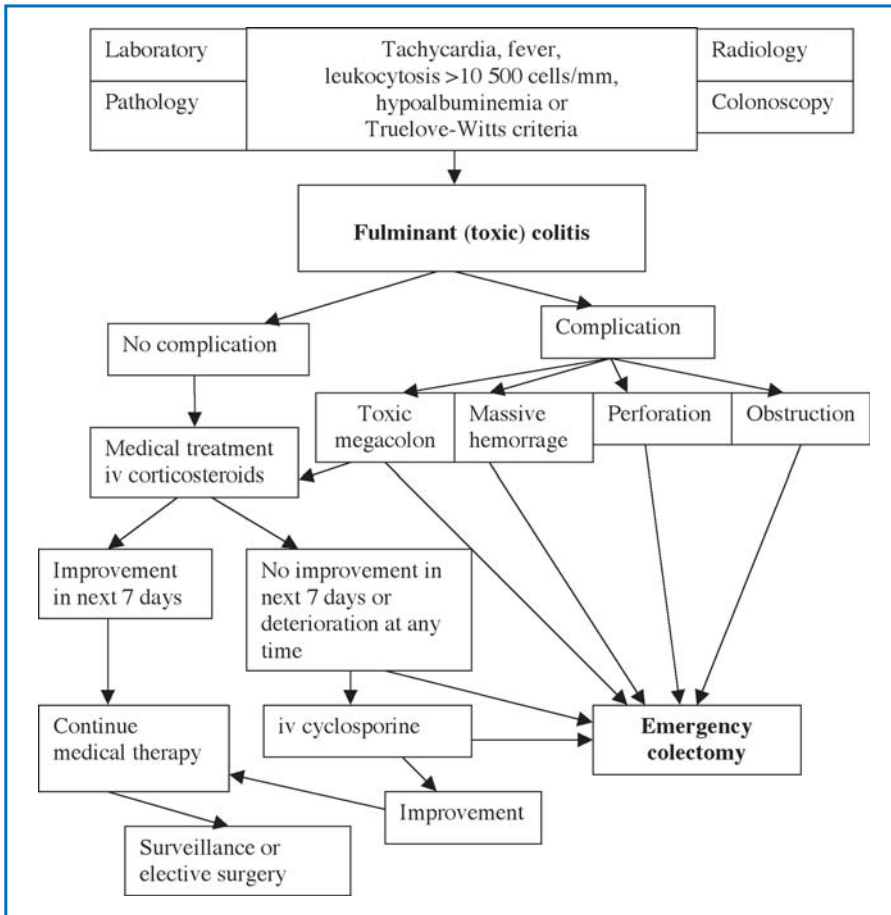 Laboratory
Pathology
Tachycardia, fever,
leukocytosis >10 500 cells/mm,
hypoalbuminemia or
Truelove-Witts criteria
Radiology
Colonoscopy
Fulminant (toxic) colitis
No complication
Complication
Toxic
megacolon
Massive
hemorrage
Perforation
Obstruction
Medical treatment
iv corticosteroids
Improvement
in next 7 days
No improvement in
next 7 days or
deterioration at any
time
Continue
medical therapy
iv cyclosporine
Emergency
colectomy
Improvement
Surveillance or
elective surgery